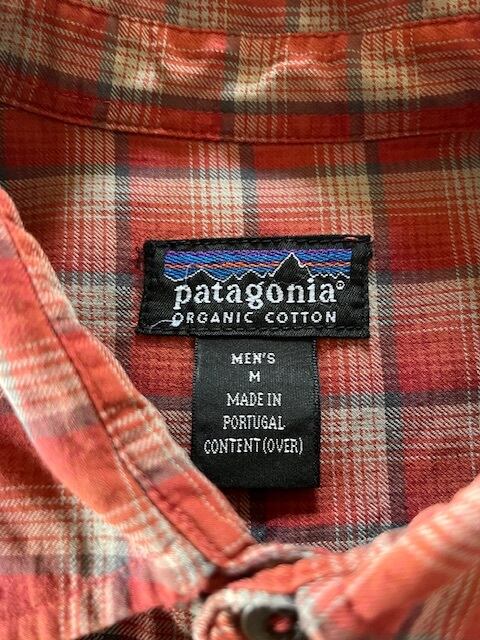 patagonia®
ORGANIC COTTON
MEN'S
M
MADE IN
PORTUGAL
CONTENT (OVER)